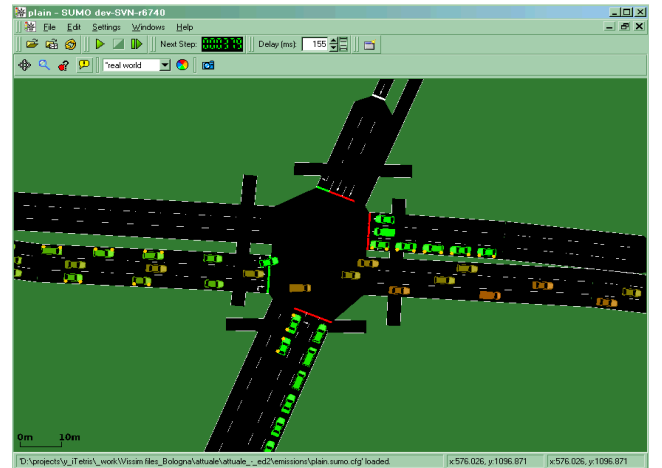 plain - SUMO dev-SVN-r6740
File Edit Settings Windows Help
Next Step: 000379 Delay (ms): 155
"real world
0m 10m
'D:\projects\y_iTetris\_work\Vissim files_Bologna\attuale\attuale_-_ed2\emissions\plain.sumo.cfg' loaded. x:576.026, y:1096.871 x:576.026, y:1096.871